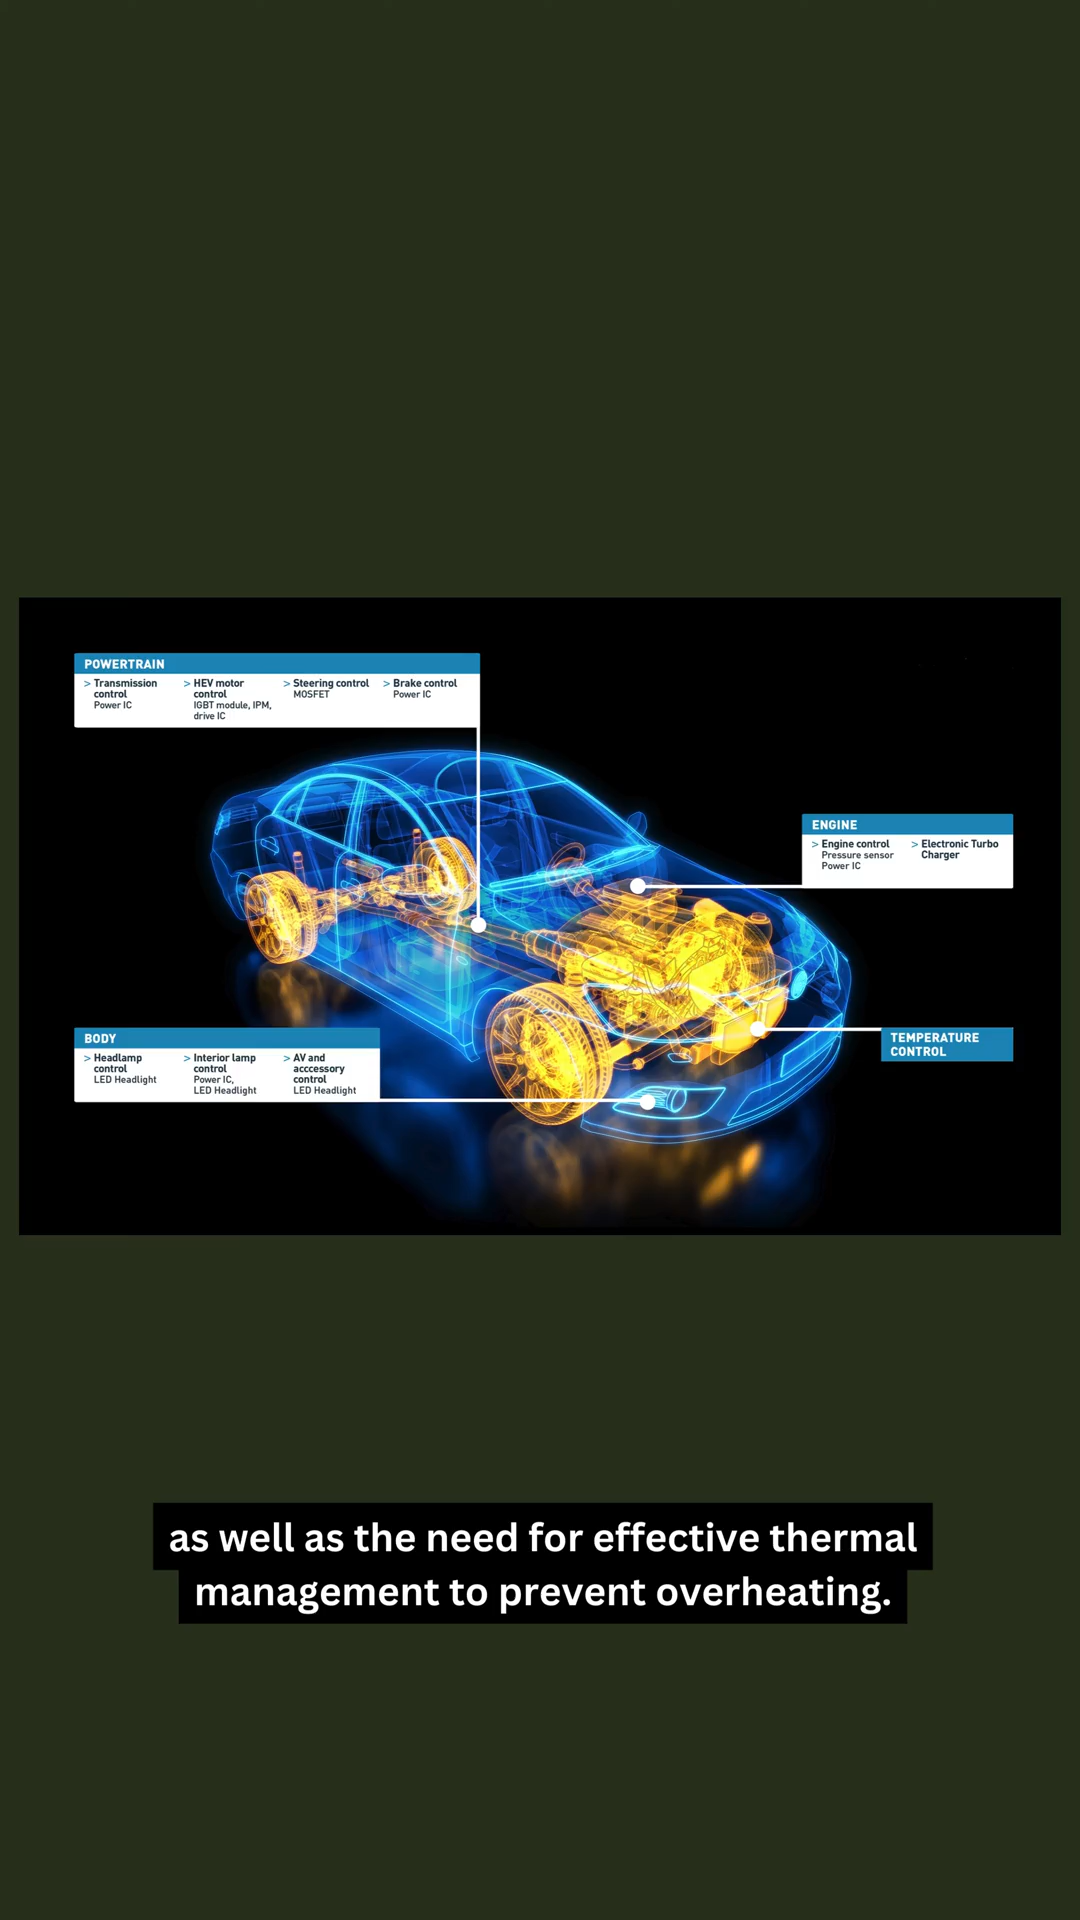 POWERTRAIN
> Transmission control
Power IC
> HEV motor control
IGBT module, IPM, drive IC
> Steering control
MOSFET
> Brake control
Power IC
ENGINE
> Engine control
Pressure sensor
Power IC
> Electronic Turbo Charger
BODY
> Headlamp control
LED Headlight
> Interior lamp control
Power IC,
LED Headlight
> AV and acccessory control
LED Headlight
TEMPERATURE
CONTROL
as well as the need for effective thermal
management to prevent overheating.